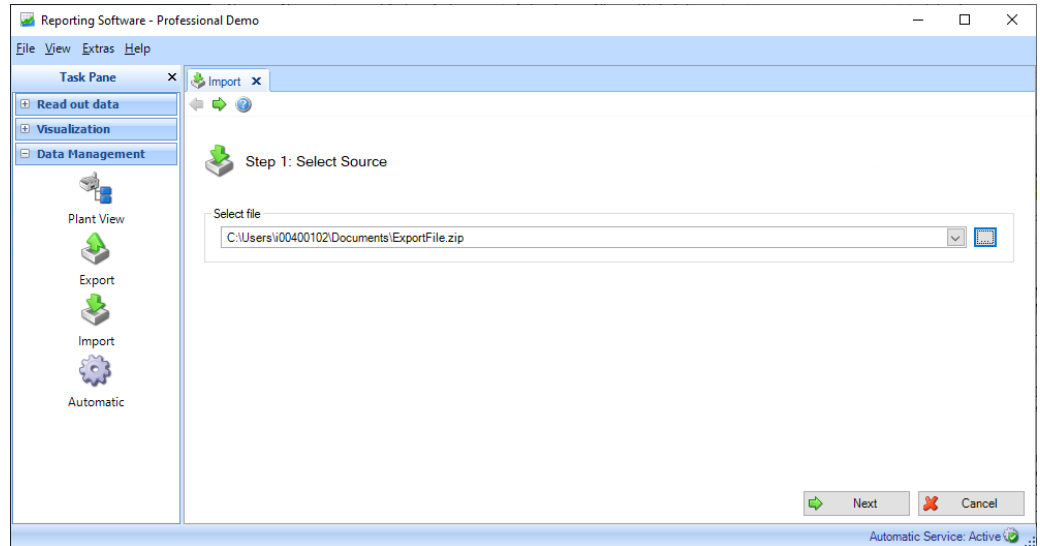 Reporting Software - Professional Demo
File View Extras Help
Task Pane
Import
Read out data
Visualization
Data Management
Step 1: Select Source
Plant View
Select file
C:\Users\i00400102\Documents\ExportFile.zip
...
Export
Import
Automatic
Next
Cancel
Automatic Service: Active